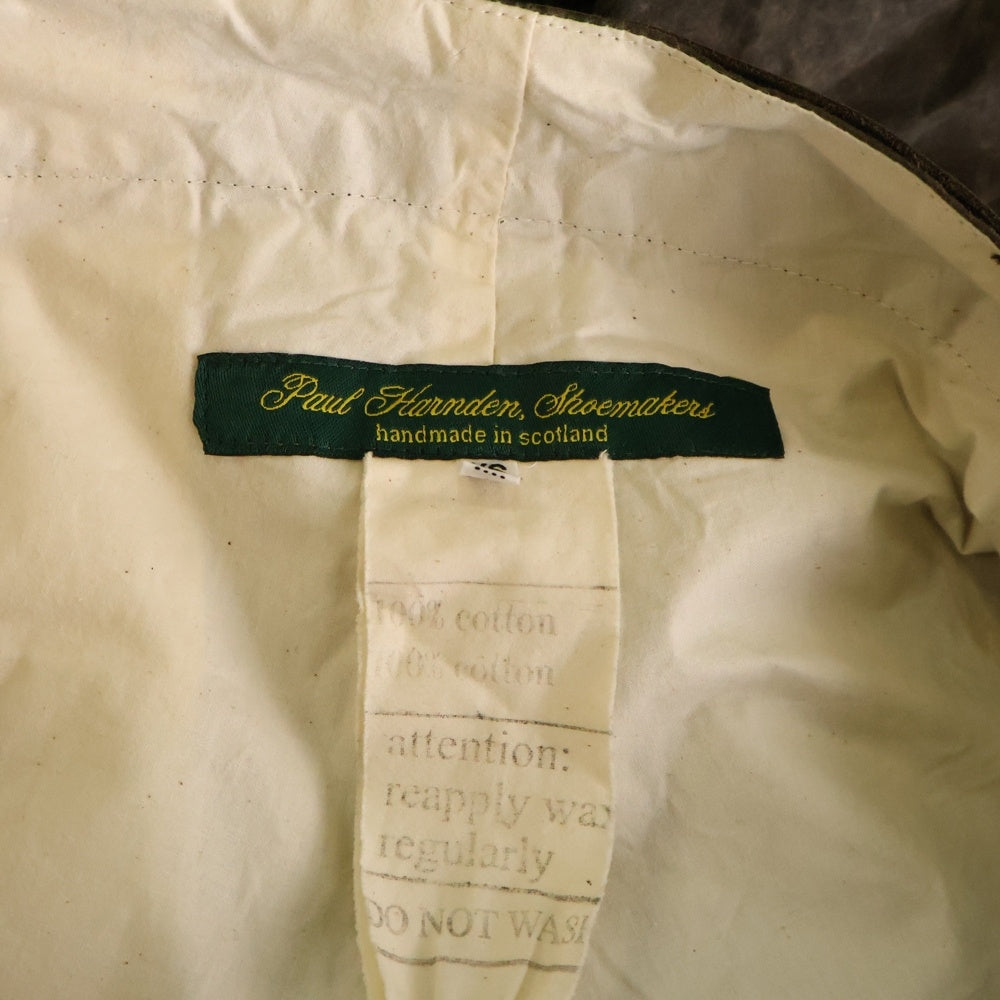 Paul Harnden, Shoemakers
handmade in scotland
100% cotton
100% cotton
attention:
reapply wax
regularly
DO NOT WASH